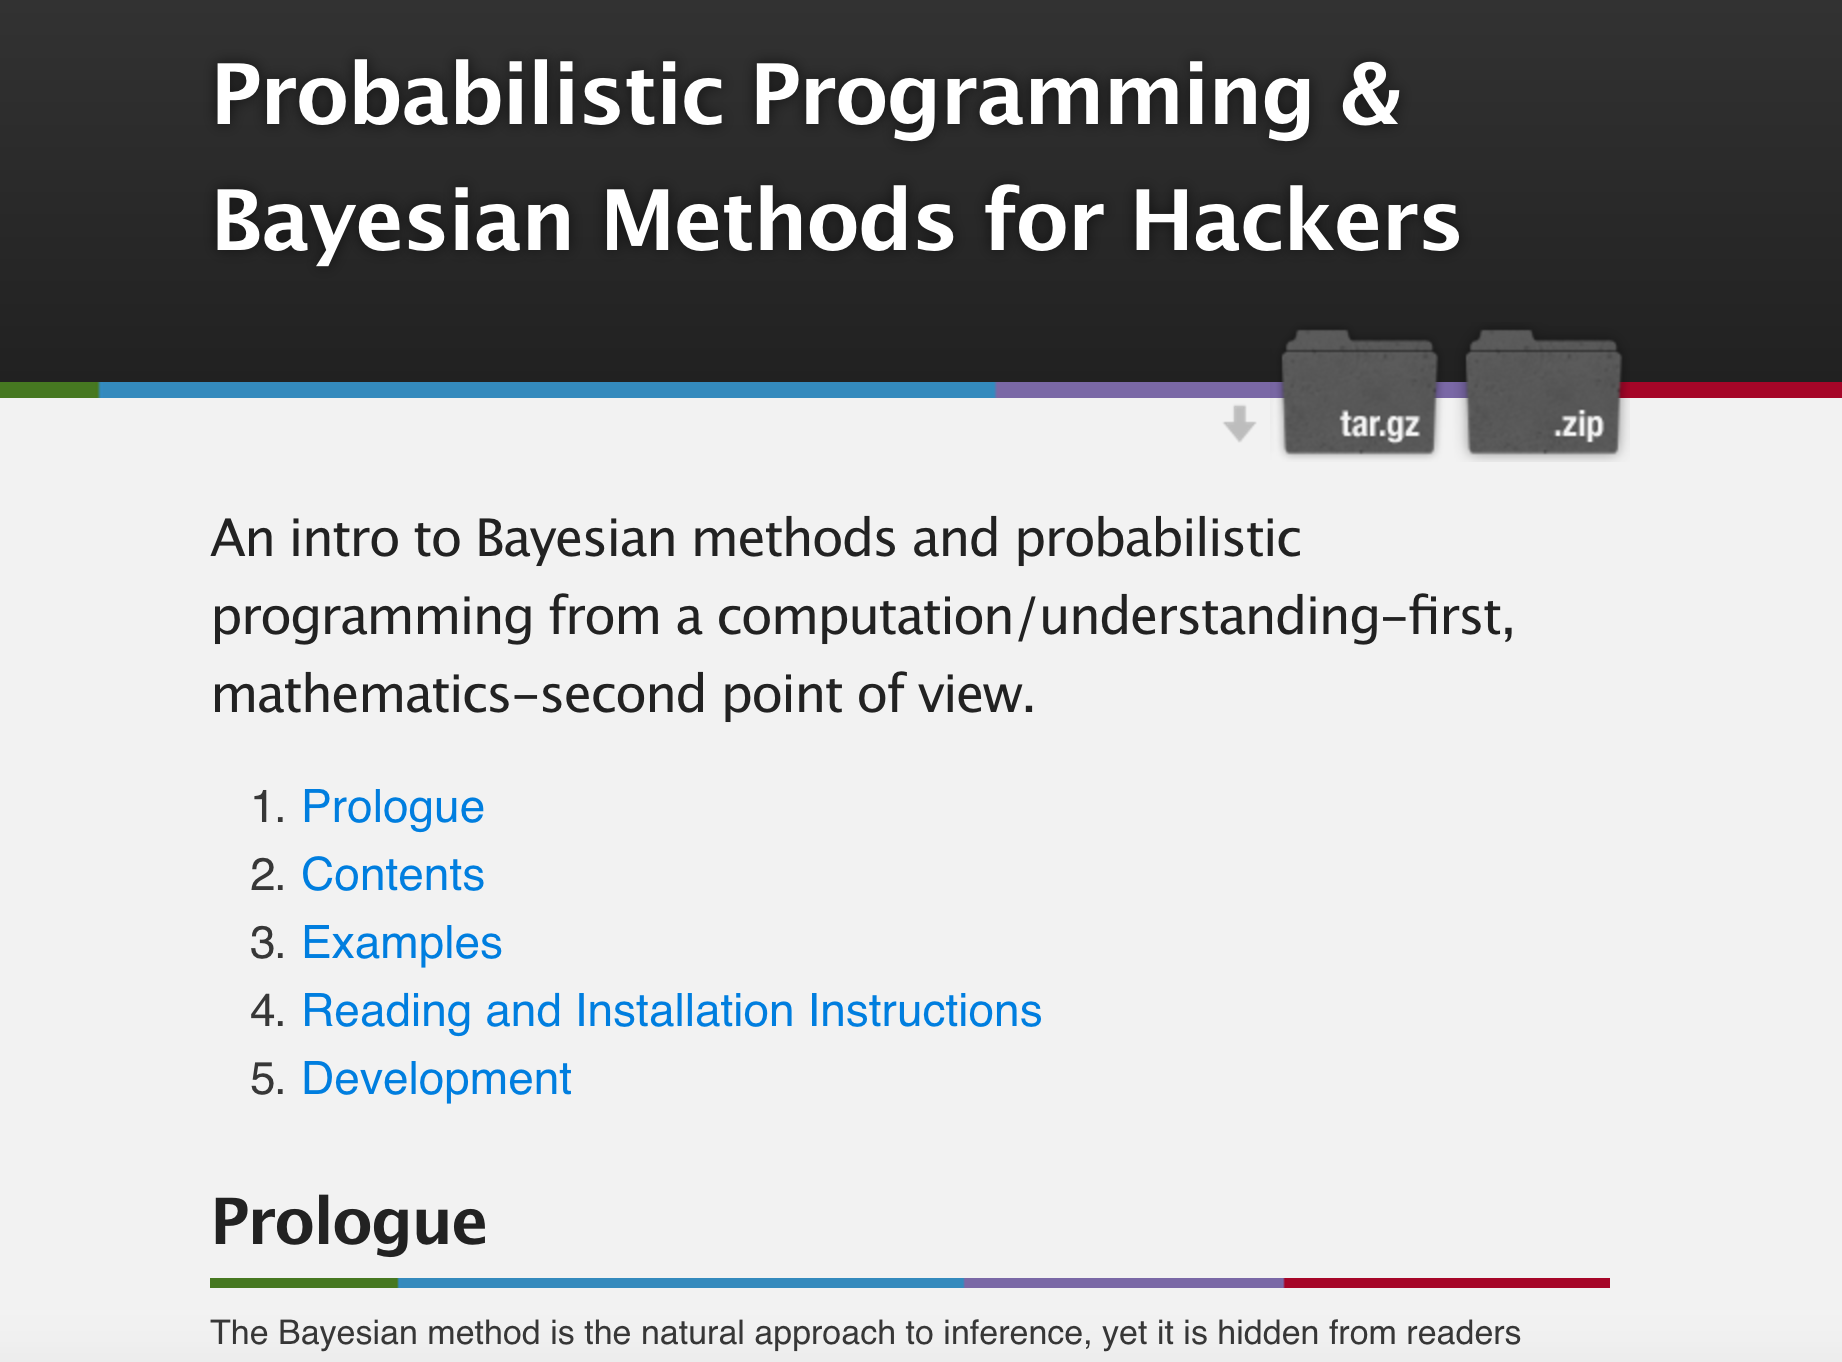 Probabilistic Programming &
Bayesian Methods for Hackers
tar.gz
.zip
An intro to Bayesian methods and probabilistic
programming from a computation/understanding-first,
mathematics-second point of view.
1. Prologue
2. Contents
3. Examples
4. Reading and Installation Instructions
5. Development
Prologue
The Bayesian method is the natural approach to inference, yet it is hidden from readers